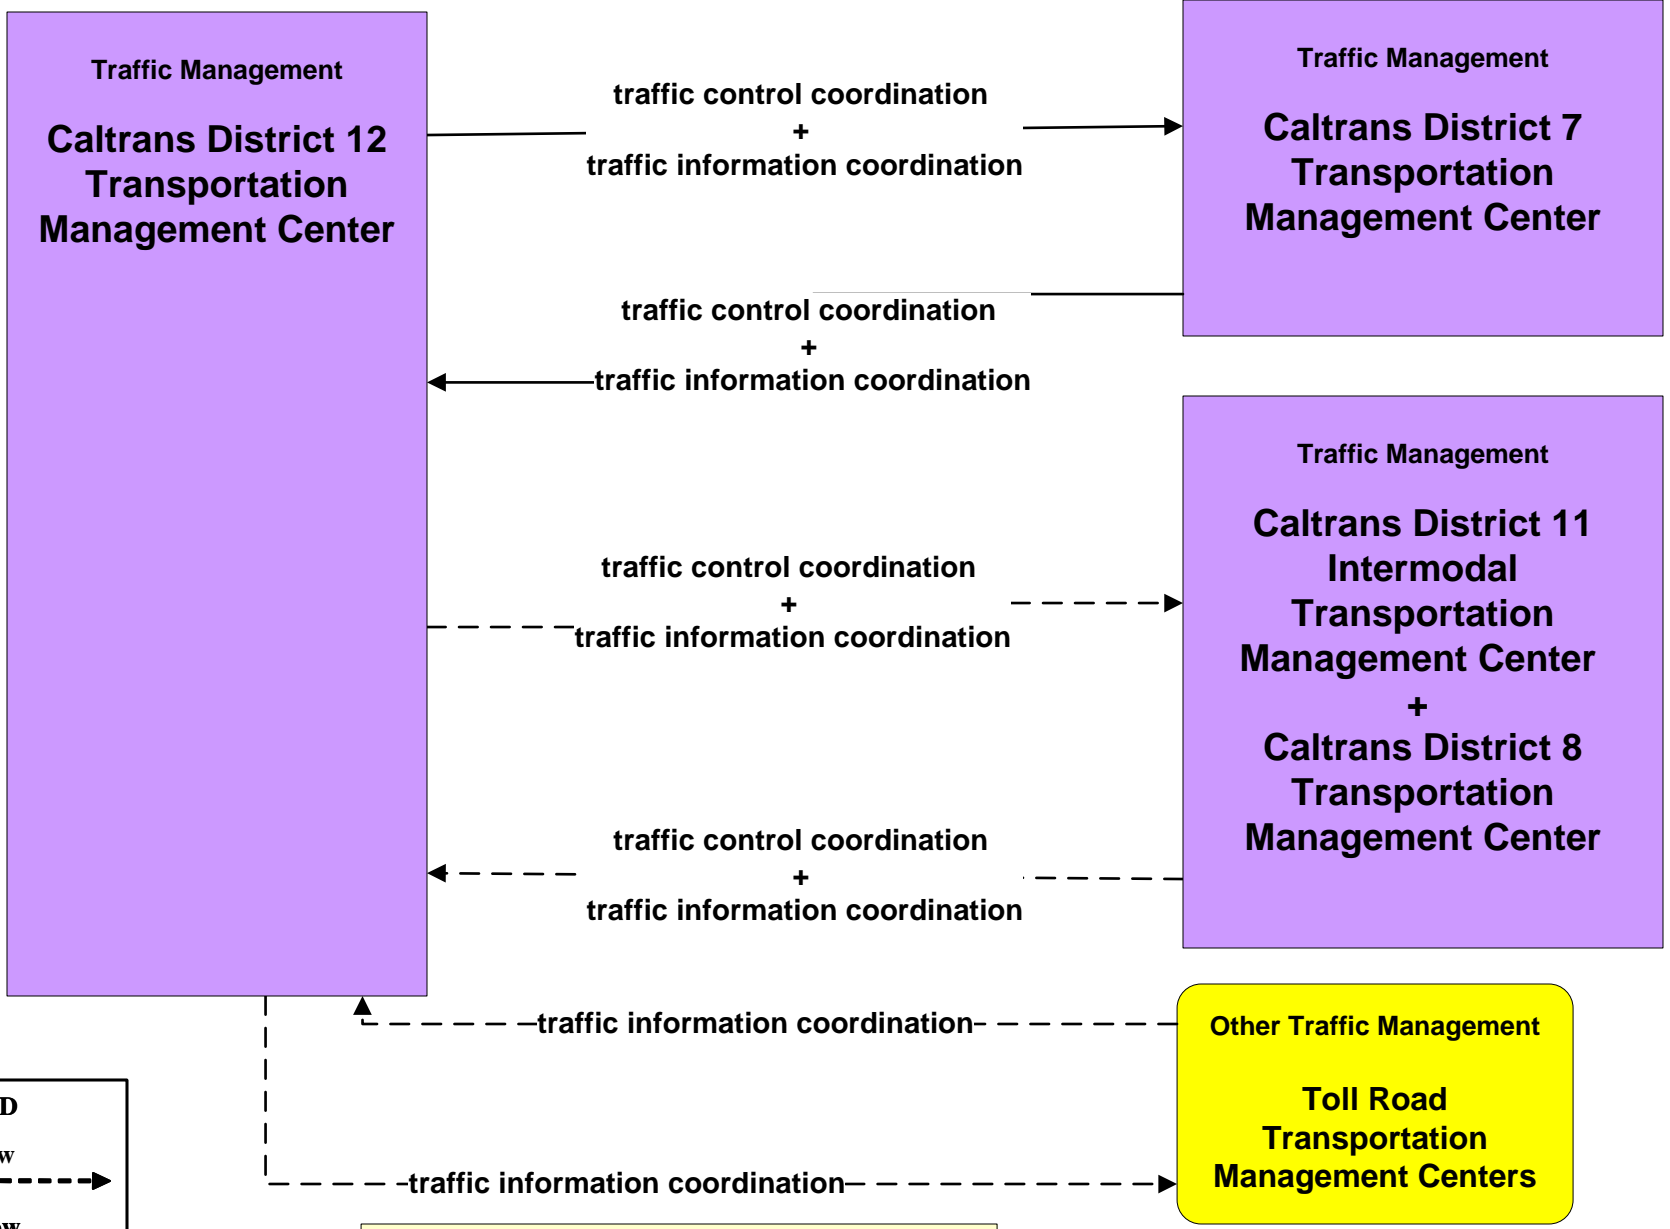 Traffic Management
Caltrans District 12
Transportation
Management Center
traffic control coordination
+
traffic information coordination
Traffic Management
Caltrans District 7
Transportation
Management Center
traffic control coordination
+
traffic information coordination
Traffic Management
Caltrans District 11
Intermodal
Transportation
Management Center
+
Caltrans District 8
Transportation
Management Center
traffic control coordination
+
traffic information coordination
traffic control coordination
+
traffic information coordination
traffic information coordination
Other Traffic Management
Toll Road
Transportation
Management Centers
traffic information coordination
D
w